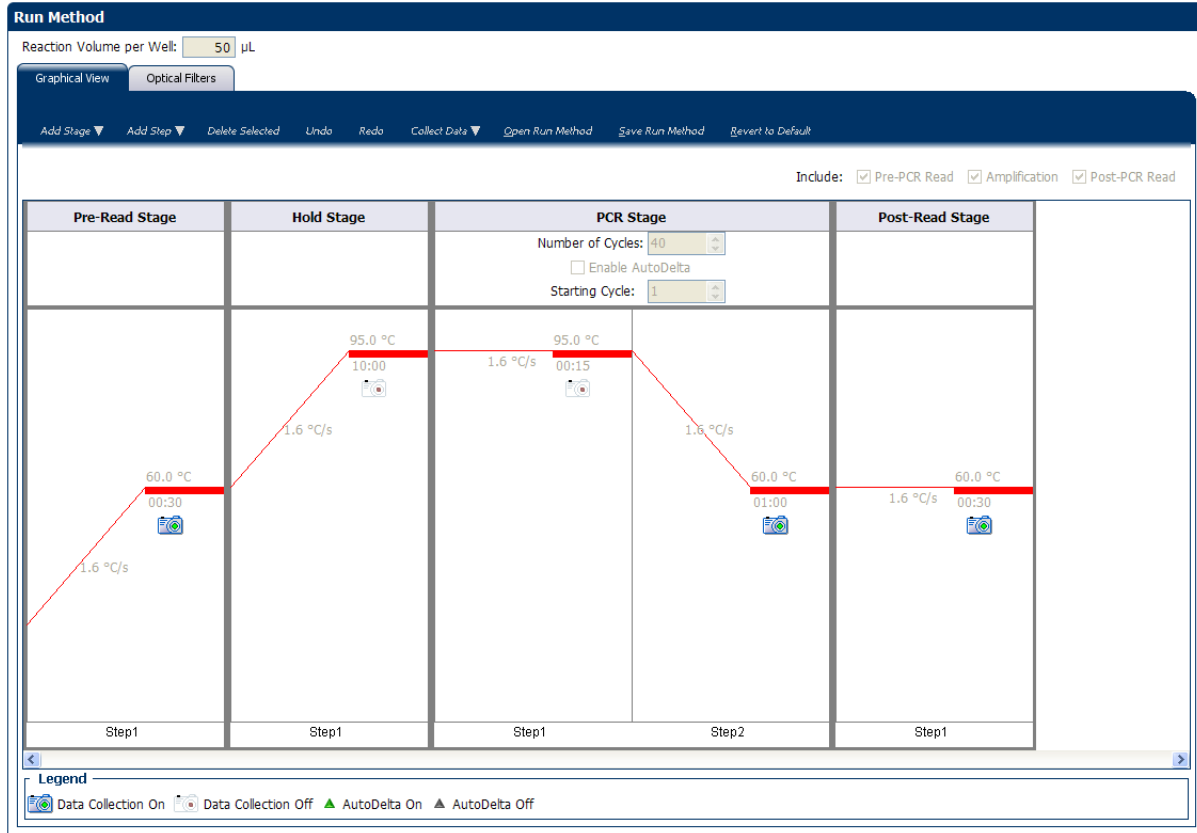 Run Method
Reaction Volume per Well: 50 µL
Graphical View Optical Filters
Add Stage ▼ Add Step ▼ Delete Selected Undo Redo Collect Data ▼ Open Run Method Save Run Method Revert to Default
Include: Pre-PCR Read Amplification Post-PCR Read
Pre-Read Stage Hold Stage PCR Stage Post-Read Stage
Number of Cycles: 40
Enable AutoDelta
Starting Cycle: 1
95.0 °C 95.0 °C
10:00 1.6 °C/s 00:15
1.6 °C/s 1.6 °C/s
60.0 °C 60.0 °C 60.0 °C
00:30 01:00 1.6 °C/s 00:30
1.6 °C/s
Step1 Step1 Step1 Step2 Step1
Legend
Data Collection On Data Collection Off AutoDelta On AutoDelta Off